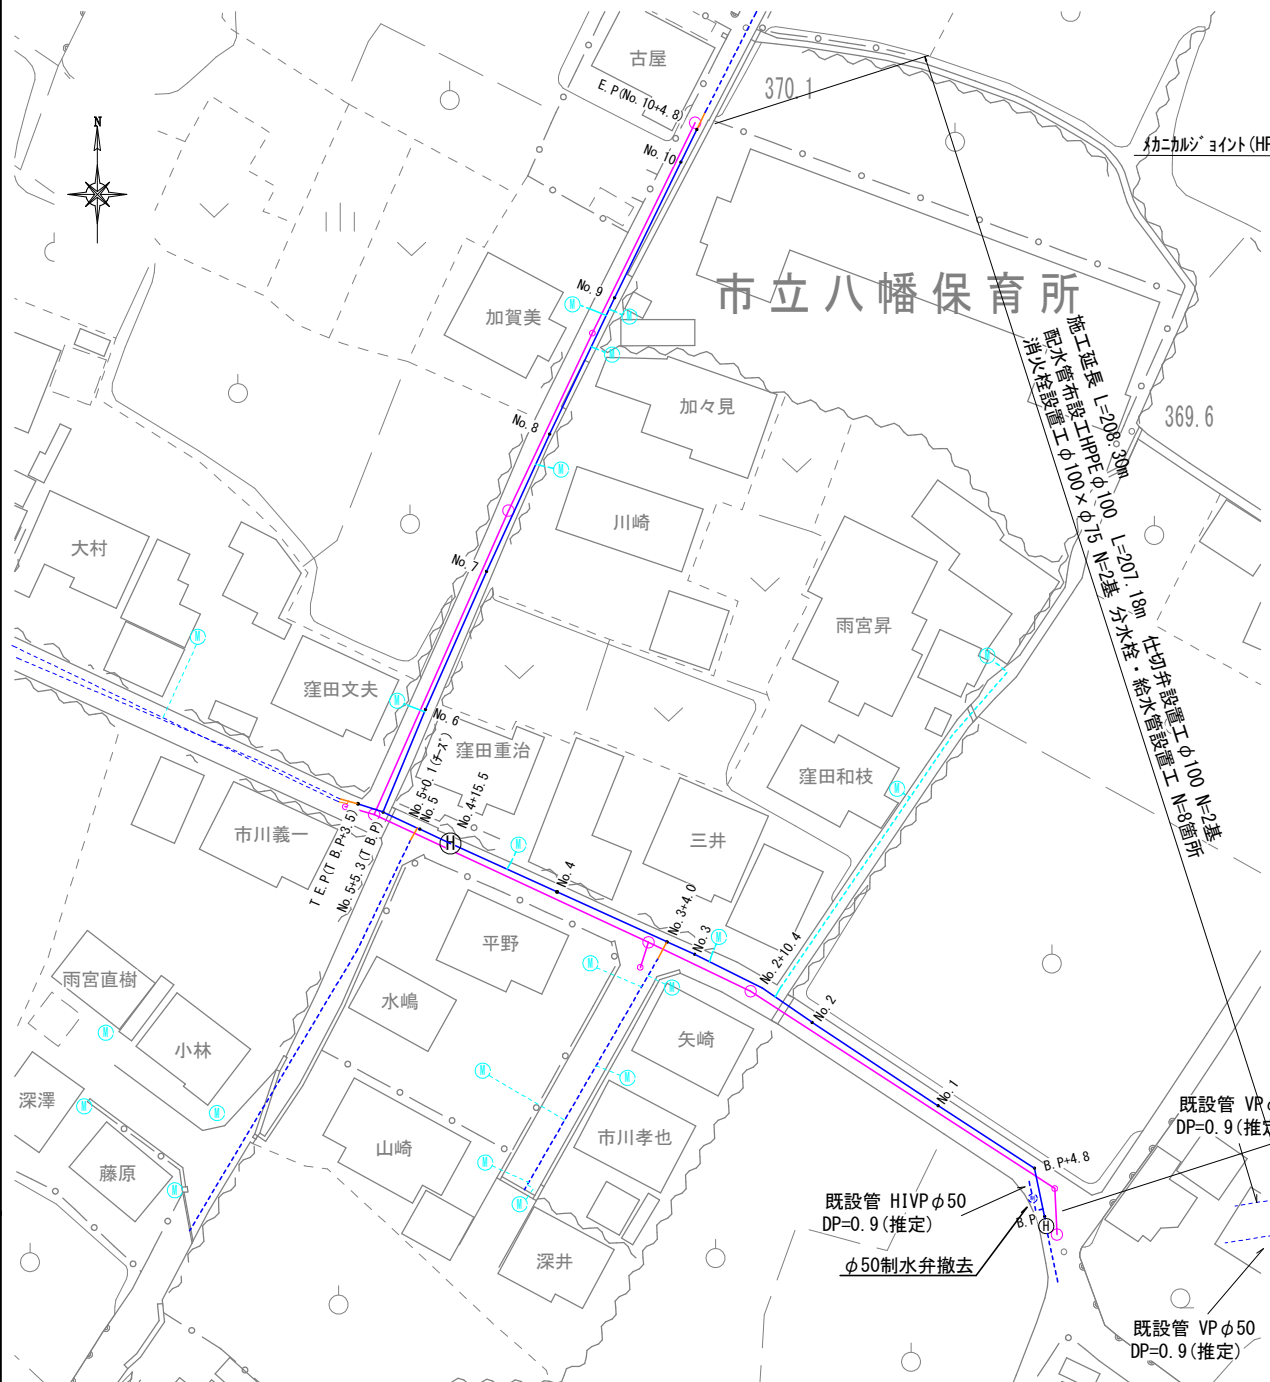 古屋
370.1
E.P(No.10+4.8)
N
メカニカルジョイント(HP
No.10
市立八幡保育所
No.9
加賀美
M
M
M
施工延長 L=208.30m
配水管布設工HPPEφ100 L=207.18m 仕切弁設置工φ100 N=2基
消火栓設置工φ100×φ75 N=2基 分水栓・給水管設置工 N=8箇所
加々見
369.6
No.8
M
川崎
大村
No.7
雨宮昇
M
M
窪田文夫
M
No.6
窪田重治
窪田和枝
M
No.5+0.1(チーズ)
No.5
No.4+15.5
市川義一
T E.P(T B.P+3.5)
No.5+5.3(T B.P)
H
M
三井
No.4
平野
No.3+4.0
No.3
M
No.2+10.4
雨宮直樹
M
M
水嶋
No.2
M
矢崎
小林
M
M
深澤
M
M
No.1
既設管 VPφ
DP=0.9(推定
山崎
市川孝也
藤原
M
M
M
B.P+4.8
既設管 HIVPφ50
DP=0.9(推定)
B.P
H
深井
φ50制水弁撤去
既設管 VPφ50
DP=0.9(推定)